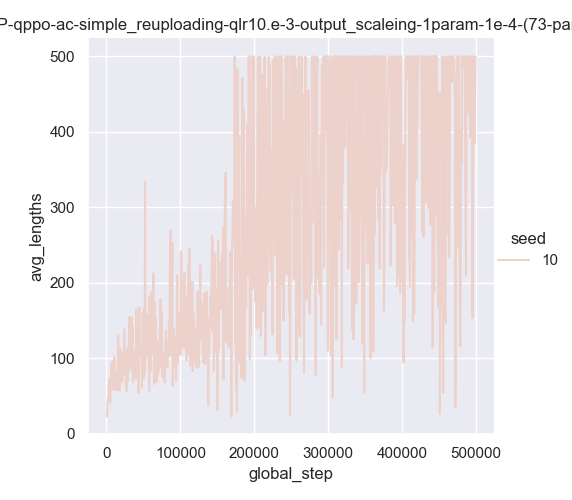 P-qppo-ac-simple_reuploading-qlr10.e-3-output_scaleing-1param-1e-4-(73-par
500
400
300
200
100
0
avg_lengths
seed
10
0 100000 200000 300000 400000 500000
global_step